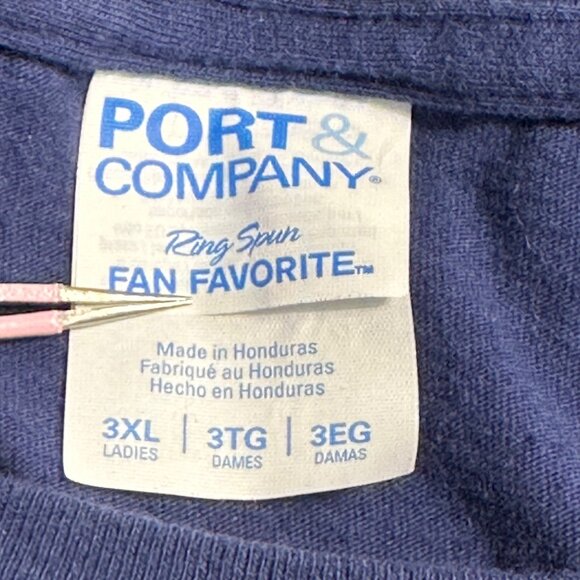 PORT &
COMPANY®
Ring Spun
FAN FAVORITE™
Made in Honduras
Fabriqué au Honduras
Hecho en Honduras
3XL | 3TG | 3EG
LADIES DAMES DAMAS